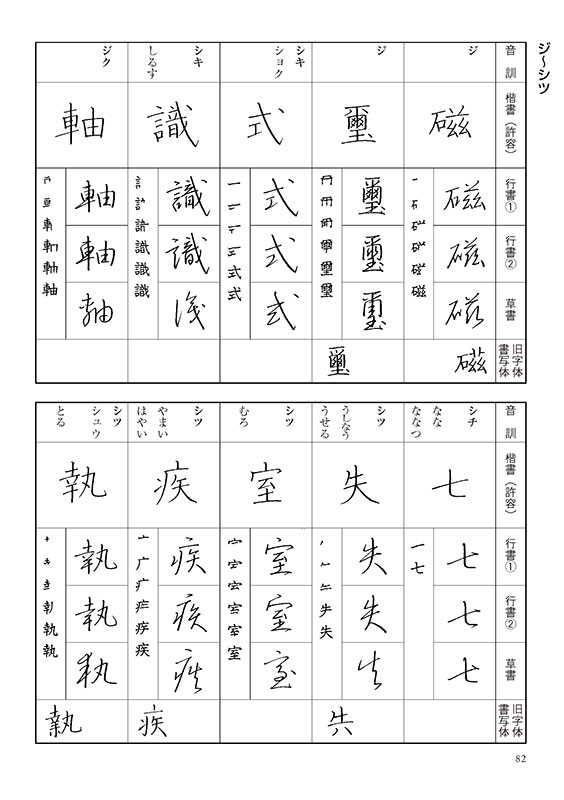 ジ～シツ
音訓
楷書（許容）
行書①
行書②
草書
旧字体
書写体
ジ
磁
磁
磁
磁
磁
ジ
璽
璽
璽
璽
璽
シキ
ショク
式
式
式
式
シキ
しるす
識
識
識
識
ジク
軸
軸
軸
軸
音訓
楷書（許容）
行書①
行書②
草書
旧字体
書写体
シチ
なな
ななつ
七
七
七
七
シツ
うしなう
うせる
失
失
失
失
シツ
むろ
室
室
室
室
シツ
やまい
はやい
疾
疾
疾
疾
疾
シツ
シュウ
とる
執
執
執
執
執
82